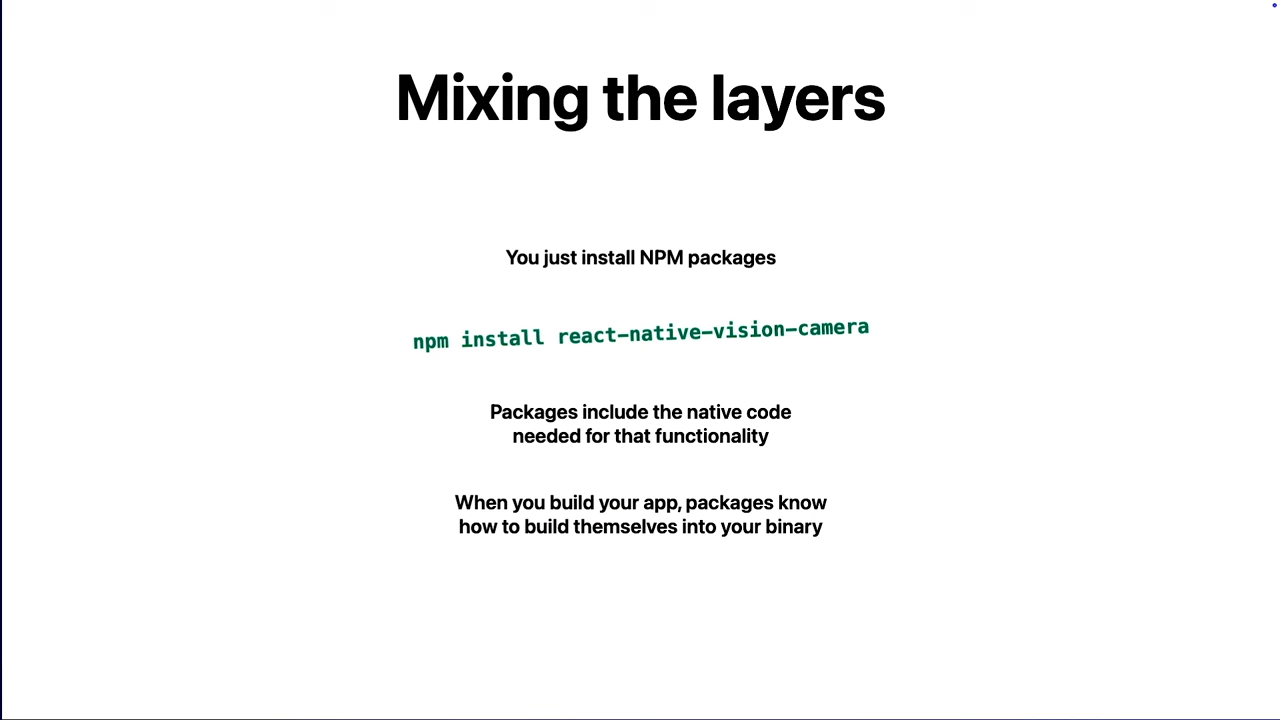 Mixing the layers
You just install NPM packages
npm install react-native-vision-camera
Packages include the native code
needed for that functionality
When you build your app, packages know
how to build themselves into your binary